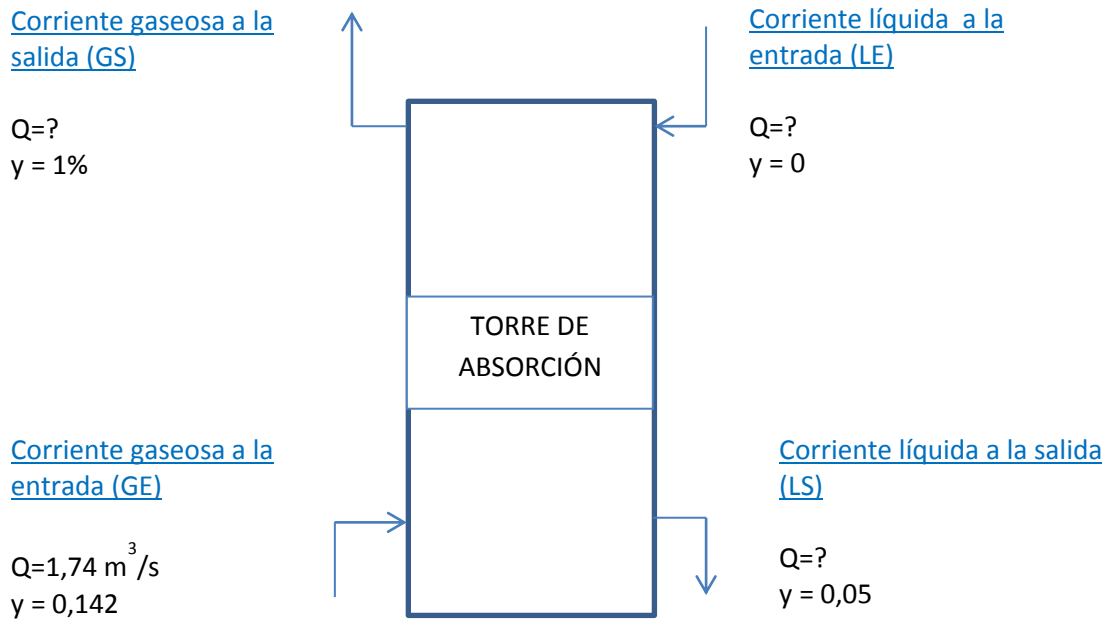 Corriente gaseosa a la
salida (GS)
Q=?
y = 1%
Corriente líquida a la
entrada (LE)
Q=?
y = 0
TORRE DE
ABSORCIÓN
Corriente gaseosa a la
entrada (GE)
Q=1,74 m³/s
y = 0,142
Corriente líquida a la salida
(LS)
Q=?
y = 0,05